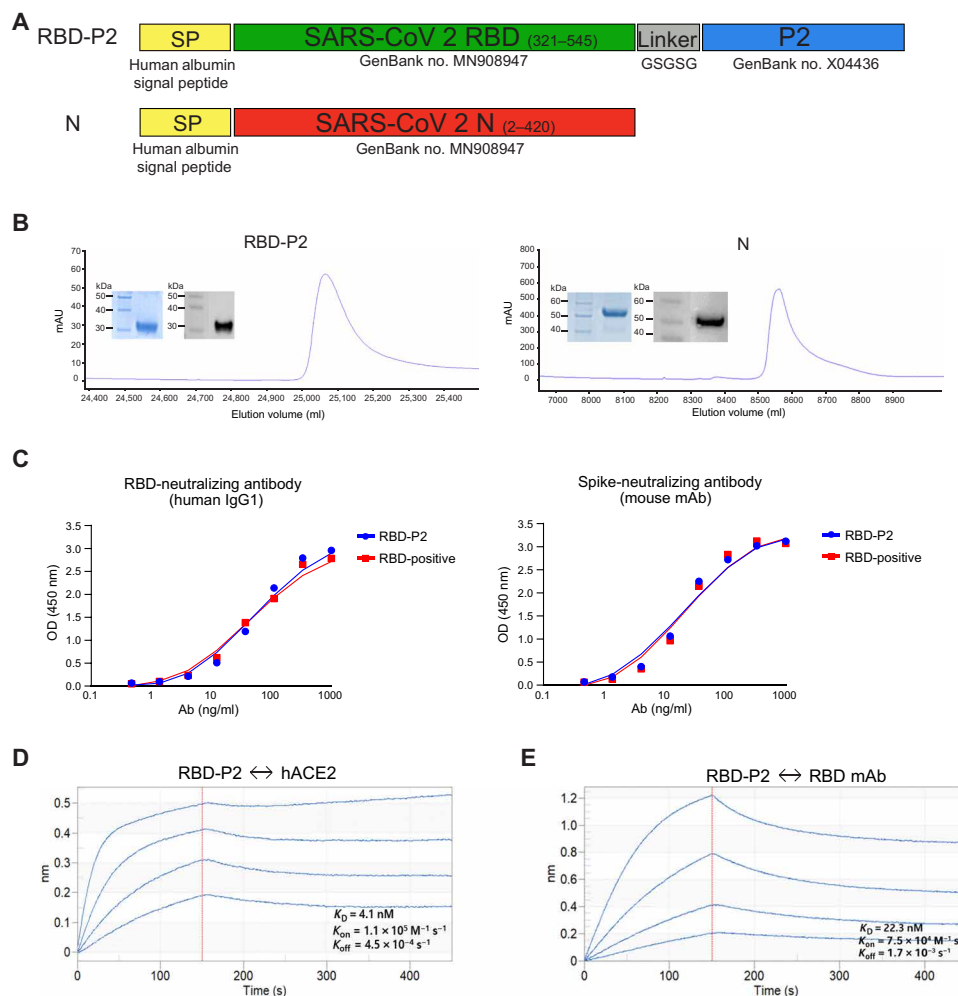 A
RBD-P2
SP
SARS-CoV 2 RBD (321–545)
Linker
P2
Human albumin
signal peptide
GenBank no. MN908947
GSGSG
GenBank no. X04436
N
SP
SARS-CoV 2 N (2–420)
Human albumin
signal peptide
GenBank no. MN908947
B
RBD-P2
mAU
70
60
50
40
30
20
10
0
kDa
50
40
30
kDa
50
40
30
24,400 24,500 24,600 24,700 24,800 24,900 25,000 25,100 25,200 25,300 25,400
Elution volume (ml)
N
mAU
800
700
600
500
400
300
200
100
0
kDa
60
50
40
kDa
60
50
40
7000 8000 8100 8200 8300 8400 8500 8600 8700 8800 8900
Elution volume (ml)
C
RBD-neutralizing antibody
(human IgG1)
OD (450 nm)
3.5
3.0
2.5
2.0
1.5
1.0
0.5
0.0
0.1 1 10 100 1000
Ab (ng/ml)
RBD-P2
RBD-positive
Spike-neutralizing antibody
(mouse mAb)
OD (450 nm)
3.5
3.0
2.5
2.0
1.5
1.0
0.5
0.0
0.1 1 10 100 1000
Ab (ng/ml)
RBD-P2
RBD-positive
D
RBD-P2 ↔ hACE2
nm
0.5
0.4
0.3
0.2
0.1
0
KD = 4.1 nM
Kon = 1.1 × 10⁵ M⁻¹ s⁻¹
Koff = 4.5 × 10⁻⁴ s⁻¹
0 100 200 300 400
Time (s)
E
RBD-P2 ↔ RBD mAb
nm
1.2
1.0
0.8
0.6
0.4
0.2
0
KD = 22.3 nM
Kon = 7.5 × 10⁴ M⁻¹ s
Koff = 1.7 × 10⁻³ s⁻¹
0 100 200 300 400
Time (s)